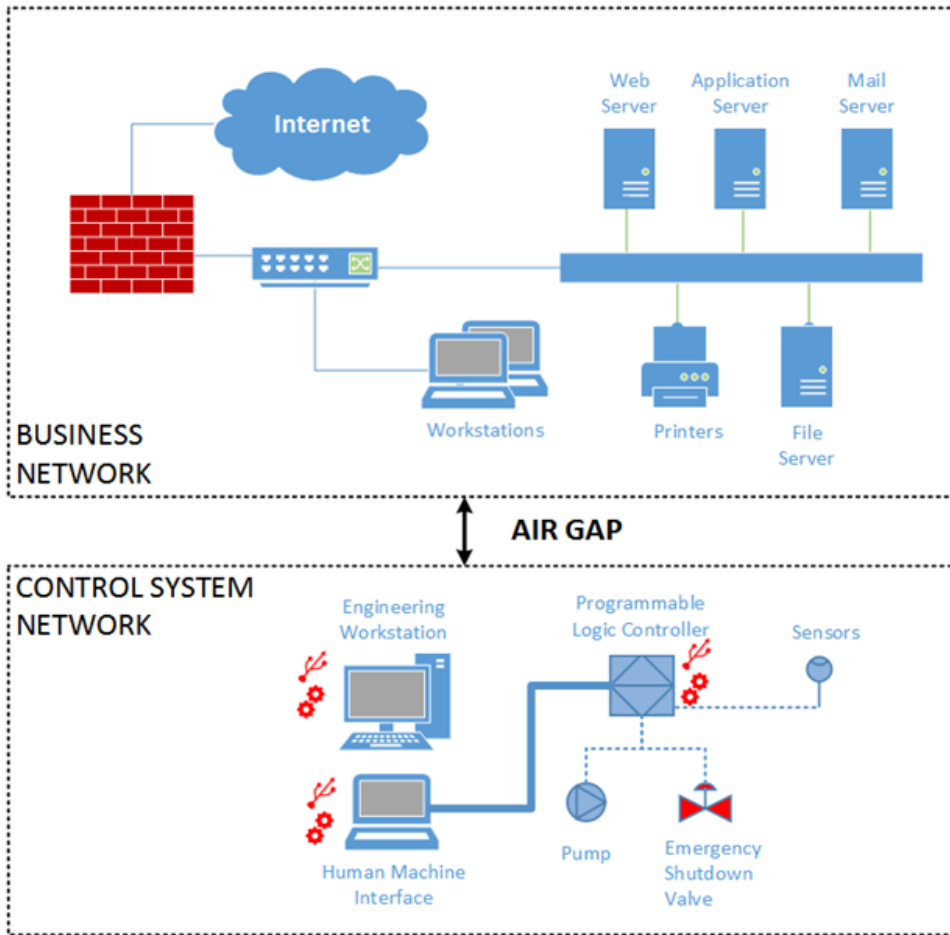 Internet
Web
Server
Application
Server
Mail
Server
Workstations
Printers
File
Server
BUSINESS
NETWORK
AIR GAP
CONTROL SYSTEM
NETWORK
Engineering
Workstation
Programmable
Logic Controller
Sensors
Human Machine
Interface
Pump
Emergency
Shutdown
Valve